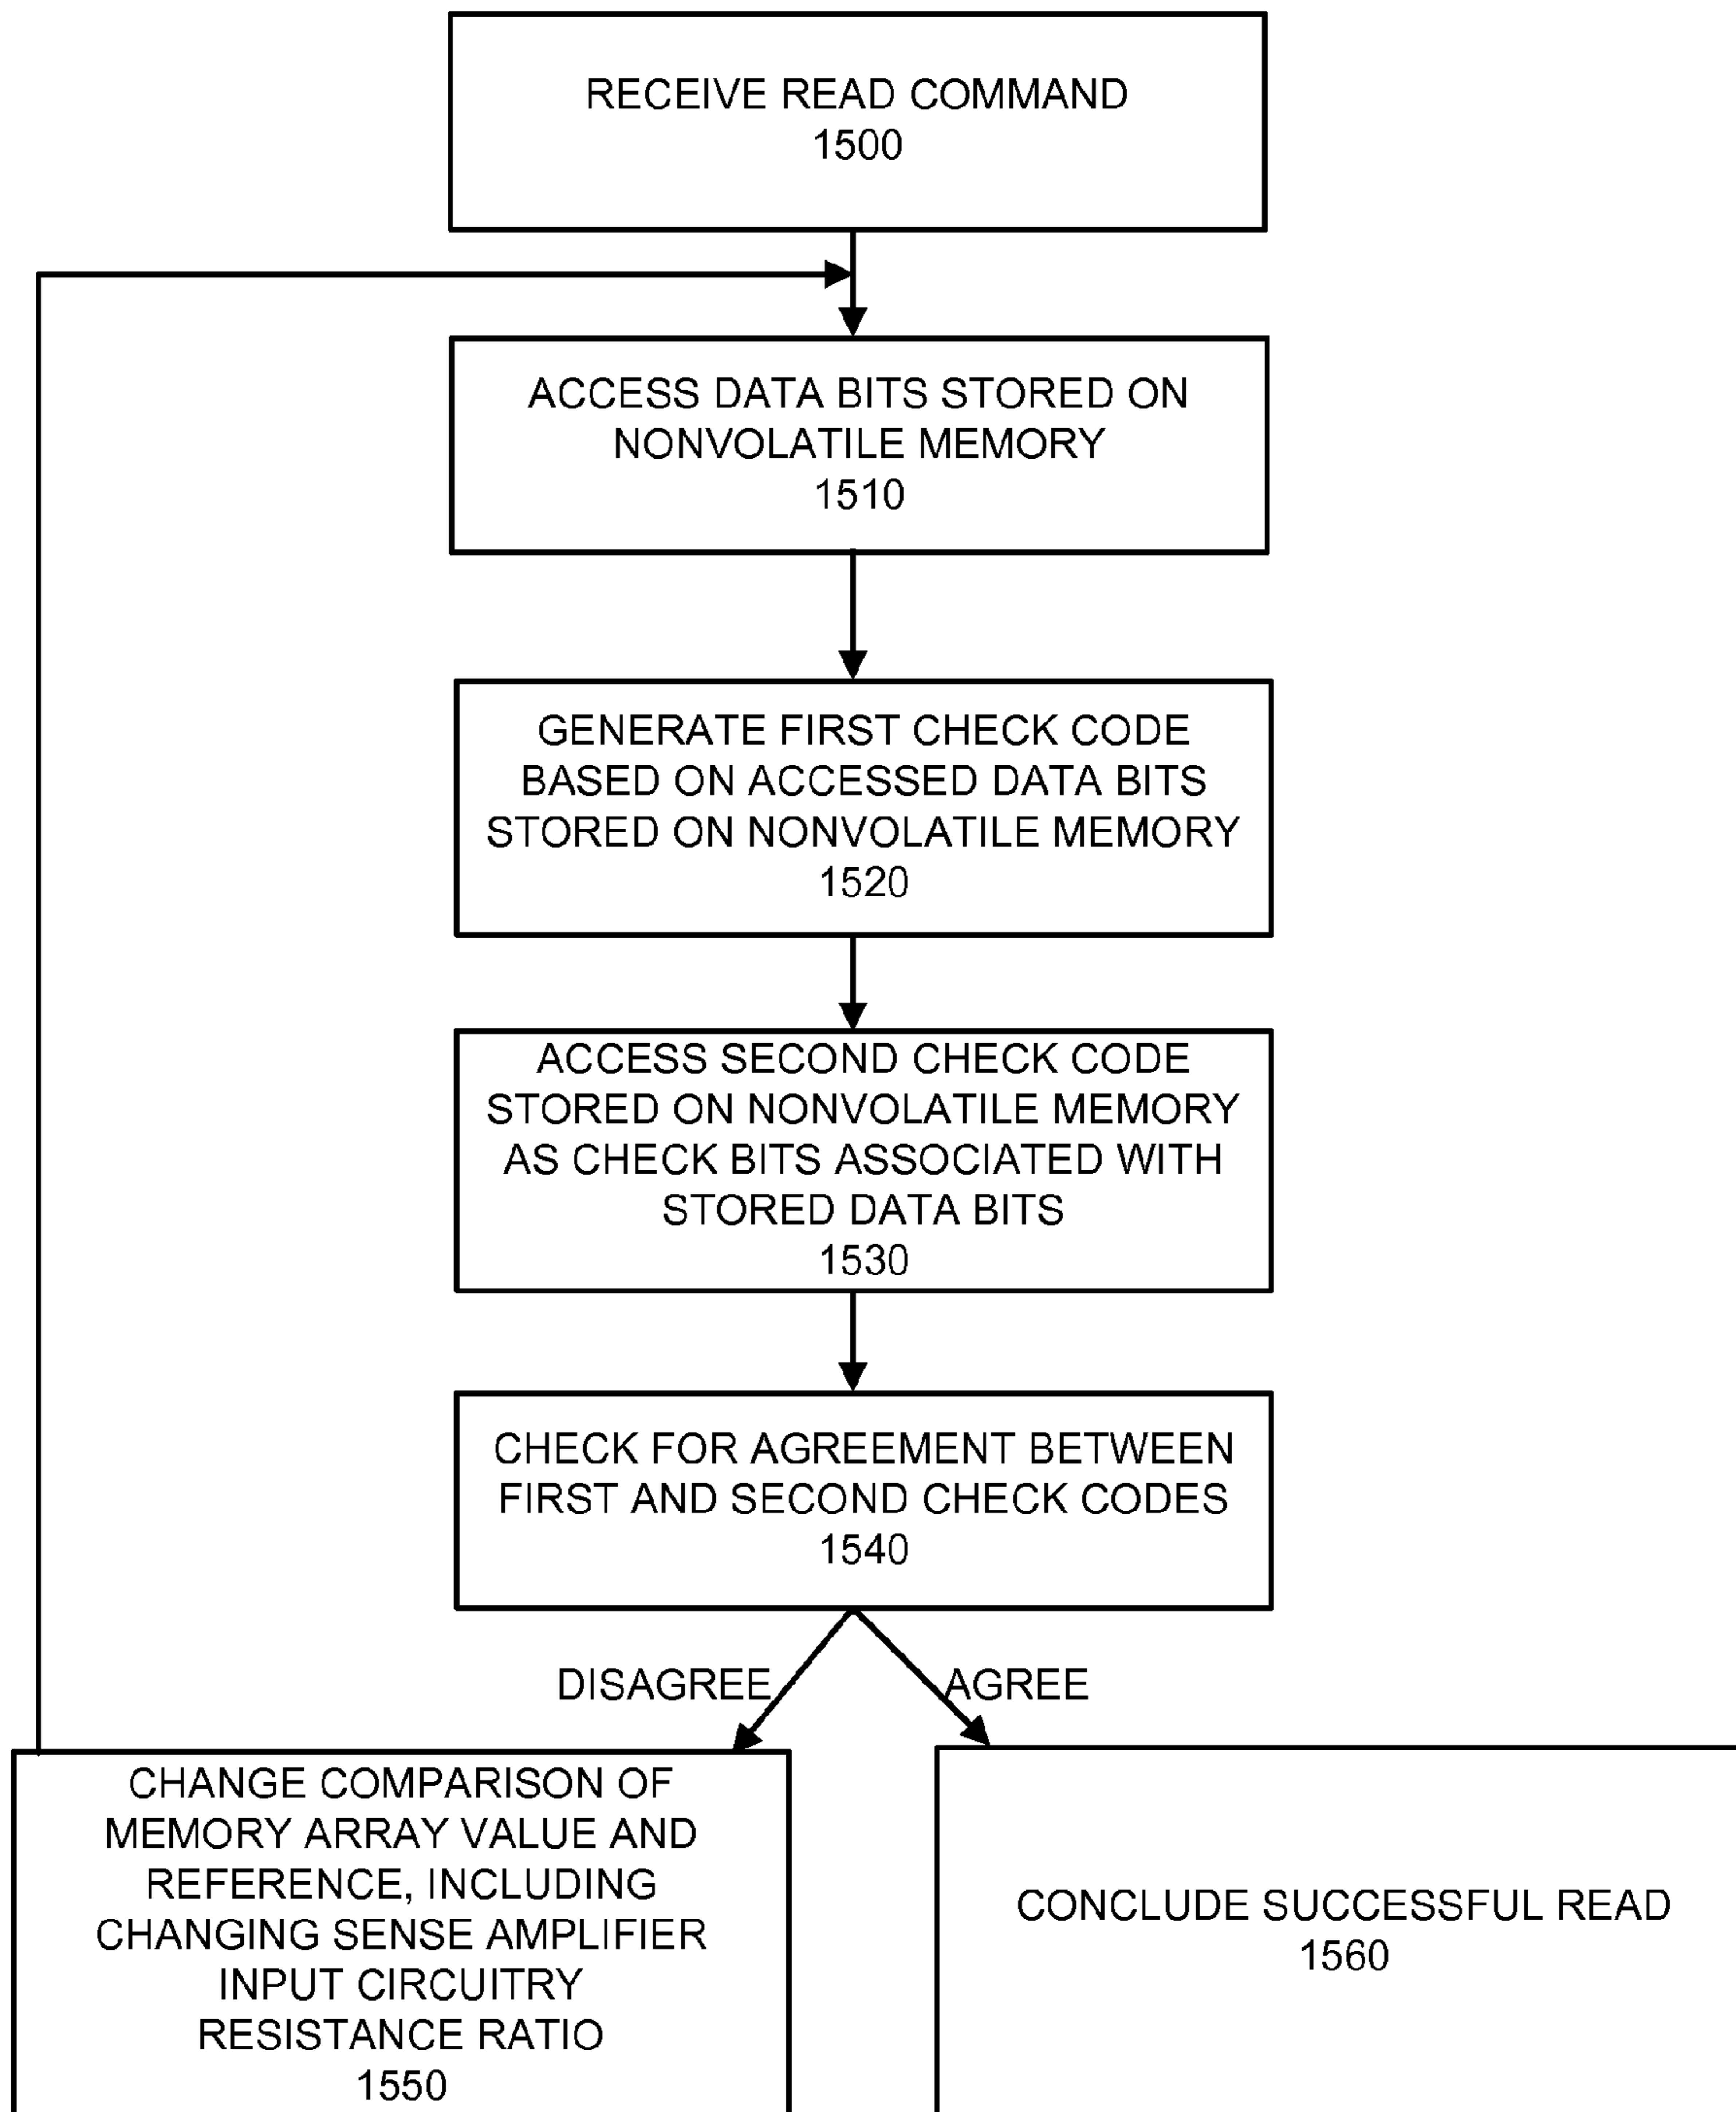 RECEIVE READ COMMAND
1500
ACCESS DATA BITS STORED ON
NONVOLATILE MEMORY
1510
GENERATE FIRST CHECK CODE
BASED ON ACCESSED DATA BITS
STORED ON NONVOLATILE MEMORY
1520
ACCESS SECOND CHECK CODE
STORED ON NONVOLATILE MEMORY
AS CHECK BITS ASSOCIATED WITH
STORED DATA BITS
1530
CHECK FOR AGREEMENT BETWEEN
FIRST AND SECOND CHECK CODES
1540
DISAGREE
AGREE
CHANGE COMPARISON OF
MEMORY ARRAY VALUE AND
REFERENCE, INCLUDING
CHANGING SENSE AMPLIFIER
INPUT CIRCUITRY
RESISTANCE RATIO
1550
CONCLUDE SUCCESSFUL READ
1560